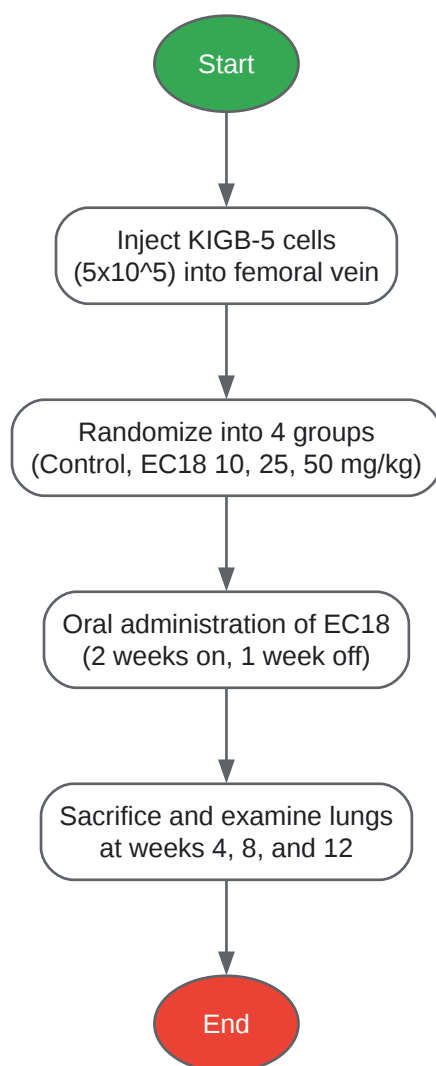 Start
Inject KIGB-5 cells
(5x10^5) into femoral vein
Randomize into 4 groups
(Control, EC18 10, 25, 50 mg/kg)
Oral administration of EC18
(2 weeks on, 1 week off)
Sacrifice and examine lungs
at weeks 4, 8, and 12
End